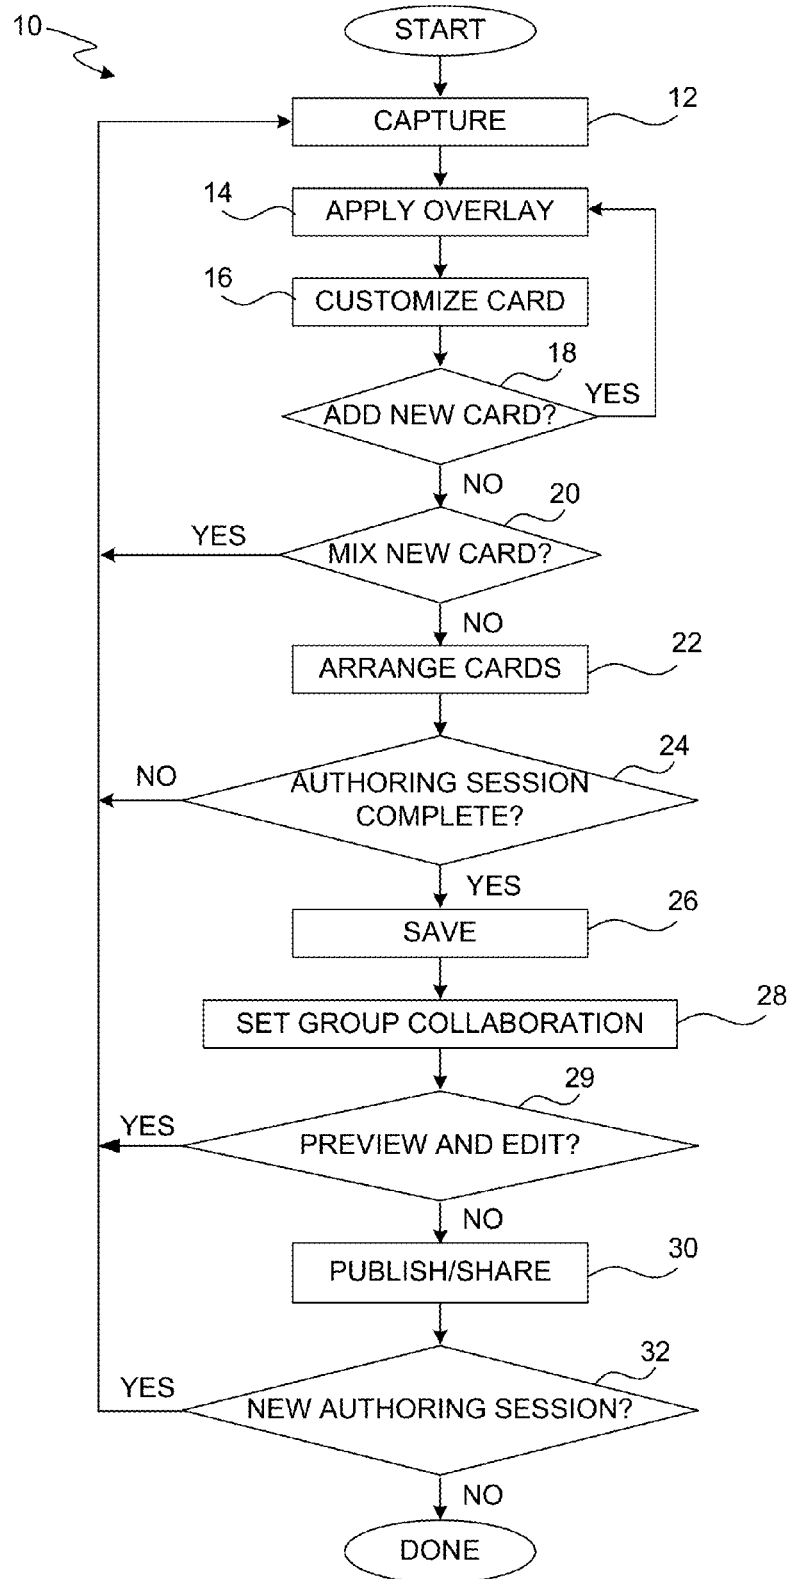 10
START
CAPTURE
12
14
APPLY OVERLAY
16
CUSTOMIZE CARD
18
ADD NEW CARD?
YES
NO
20
YES
MIX NEW CARD?
NO
ARRANGE CARDS
22
24
NO
AUTHORING SESSION
COMPLETE?
YES
SAVE
26
SET GROUP COLLABORATION
28
29
YES
PREVIEW AND EDIT?
NO
PUBLISH/SHARE
30
32
YES
NEW AUTHORING SESSION?
NO
DONE